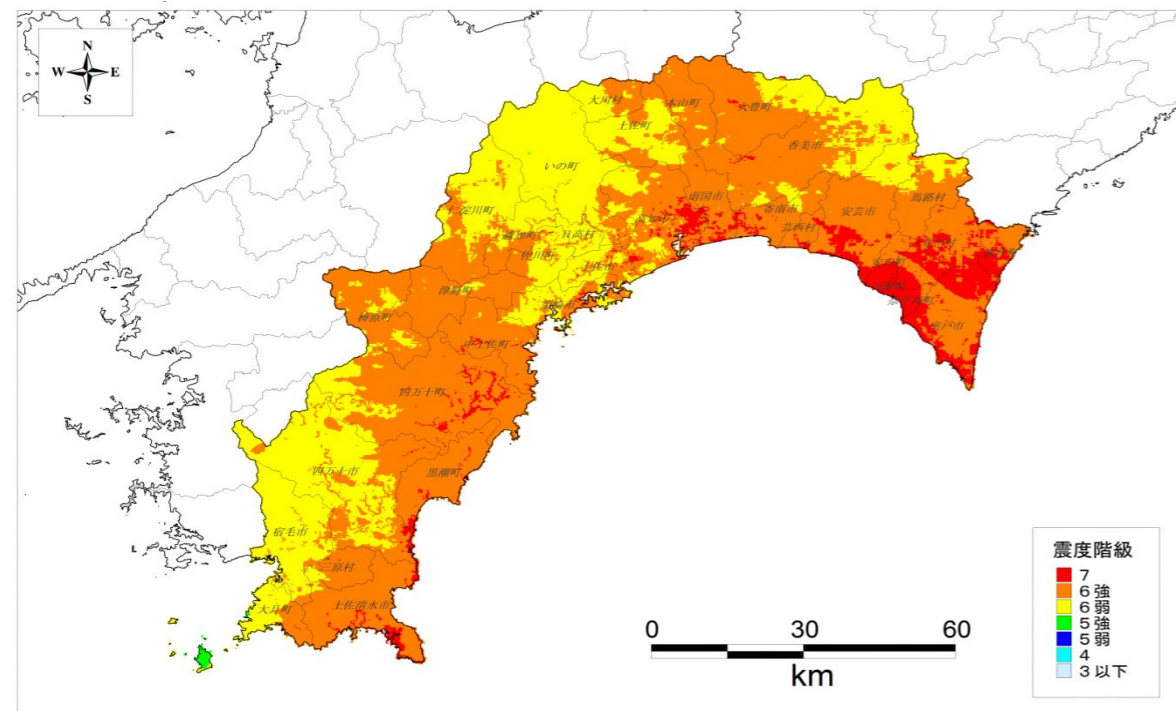 N
W E
S
大川村
本山町
大豊町
土佐町
香美市
いの町
南国市
香南市
安芸市
馬路村
仁淀川町
越知町
日高村
芸西村
佐川町
土佐市
安田町
津野町
室戸市
梼原町
中土佐町
四万十町
黒潮町
四万十市
宿毛市
三原村
大月町
土佐清水市
震度階級
7
6強
6弱
5強
5弱
4
3以下
0 30 60
km